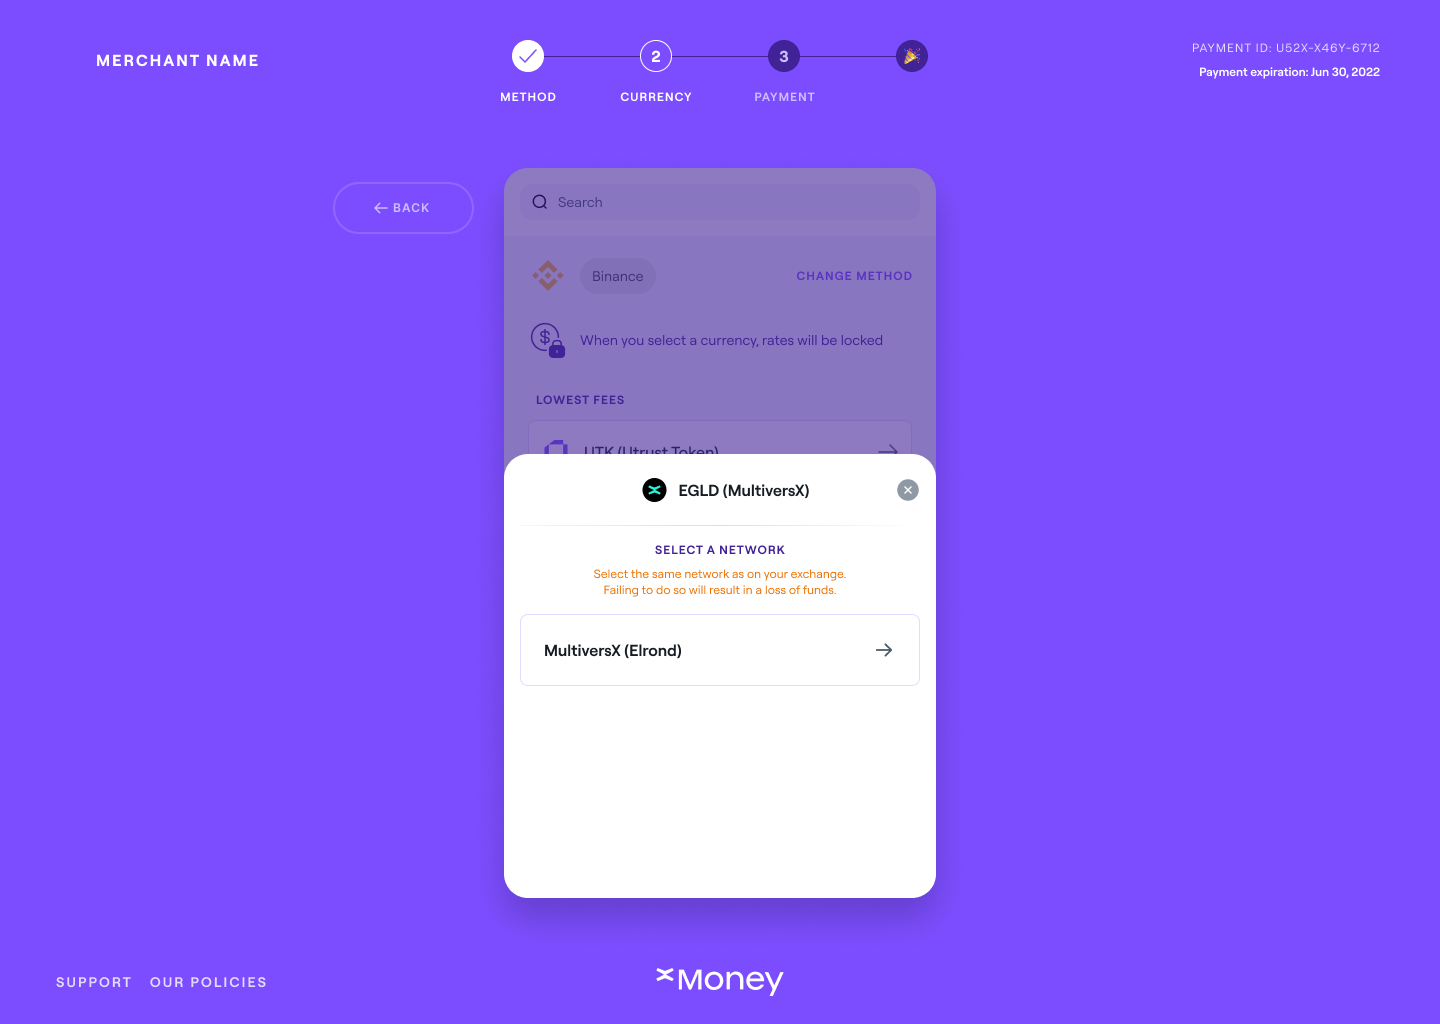 MERCHANT NAME
2
3
METHOD
CURRENCY
PAYMENT
PAYMENT ID: U52X-X46Y-6712
Payment expiration: Jun 30, 2022
BACK
Search
Binance
CHANGE METHOD
$
When you select a currency, rates will be locked
LOWEST FEES
UTK (Utrust Token)
EGLD (MultiversX)
SELECT A NETWORK
Select the same network as on your exchange.
Failing to do so will result in a loss of funds.
MultiversX (Elrond)
SUPPORT
OUR POLICIES
xMoney